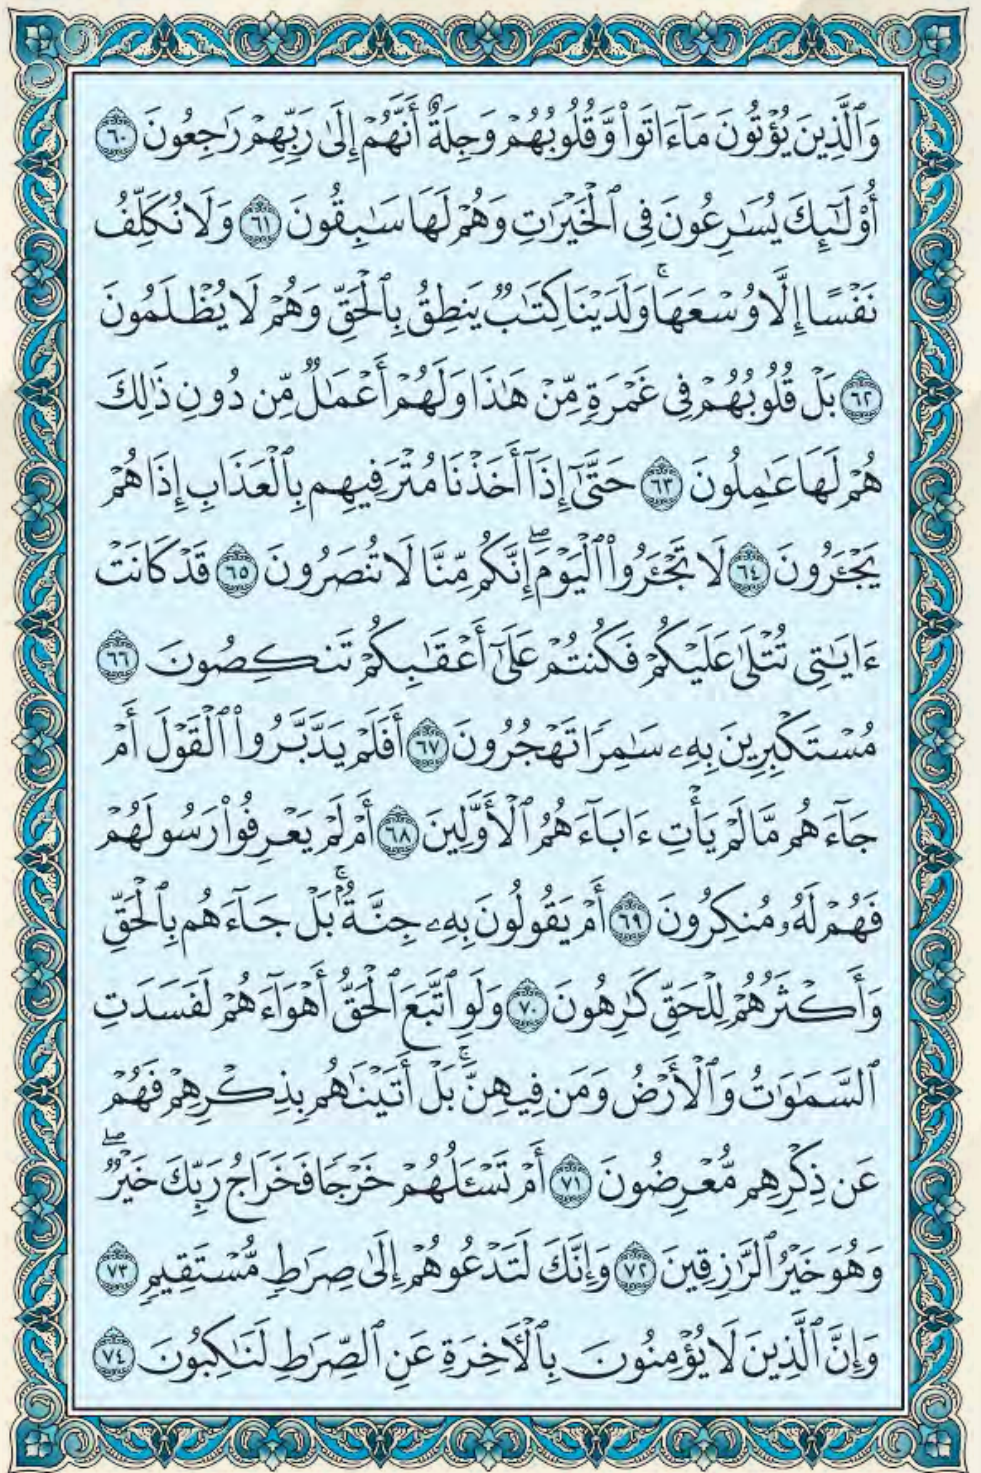 وَٱلَّذِينَ يُؤْتُونَ مَآ ءَاتَوا۟ وَّقُلُوبُهُمْ وَجِلَةٌ أَنَّهُمْ إِلَىٰ رَبِّهِمْ رَٰجِعُونَ ٦٠
أُو۟لَـٰٓئِكَ يُسَـٰرِعُونَ فِى ٱلْخَيْرَٰتِ وَهُمْ لَهَا سَـٰبِقُونَ ٦١ وَلَا نُكَلِّفُ
نَفْسًا إِلَّا وُسْعَهَا ۚ وَلَدَيْنَا كِتَـٰبٌ يَنطِقُ بِٱلْحَقِّ وَهُمْ لَا يُظْلَمُونَ
٦٢ بَلْ قُلُوبُهُمْ فِى غَمْرَةٍ مِّنْ هَـٰذَا وَلَهُمْ أَعْمَـٰلٌ مِّن دُونِ ذَٰلِكَ
هُمْ لَهَا عَـٰمِلُونَ ٦٣ حَتَّىٰٓ إِذَآ أَخَذْنَا مُتْرَفِيهِم بِٱلْعَذَابِ إِذَا هُمْ
يَجْـَٔرُونَ ٦٤ لَا تَجْـَٔرُوا۟ ٱلْيَوْمَ ۖ إِنَّكُم مِّنَّا لَا تُنصَرُونَ ٦٥ قَدْ كَانَتْ
ءَايَـٰتِى تُتْلَىٰ عَلَيْكُمْ فَكُنتُمْ عَلَىٰٓ أَعْقَـٰبِكُمْ تَنكِصُونَ ٦٦
مُسْتَكْبِرِينَ بِهِۦ سَـٰمِرًا تَهْجُرُونَ ٦٧ أَفَلَمْ يَدَّبَّرُوا۟ ٱلْقَوْلَ أَمْ
جَآءَهُم مَّا لَمْ يَأْتِ ءَابَآءَهُمُ ٱلْأَوَّلِينَ ٦٨ أَمْ لَمْ يَعْرِفُوا۟ رَسُولَهُمْ
فَهُمْ لَهُۥ مُنكِرُونَ ٦٩ أَمْ يَقُولُونَ بِهِۦ جِنَّةٌۢ ۚ بَلْ جَآءَهُم بِٱلْحَقِّ
وَأَكْثَرُهُمْ لِلْحَقِّ كَـٰرِهُونَ ٧٠ وَلَوِ ٱتَّبَعَ ٱلْحَقُّ أَهْوَآءَهُمْ لَفَسَدَتِ
ٱلسَّمَـٰوَٰتُ وَٱلْأَرْضُ وَمَن فِيهِنَّ ۚ بَلْ أَتَيْنَـٰهُم بِذِكْرِهِمْ فَهُمْ
عَن ذِكْرِهِم مُّعْرِضُونَ ٧١ أَمْ تَسْـَٔلُهُمْ خَرْجًا فَخَرَاجُ رَبِّكَ خَيْرٌ ۖ
وَهُوَ خَيْرُ ٱلرَّٰزِقِينَ ٧٢ وَإِنَّكَ لَتَدْعُوهُمْ إِلَىٰ صِرَٰطٍ مُّسْتَقِيمٍ ٧٣
وَإِنَّ ٱلَّذِينَ لَا يُؤْمِنُونَ بِٱلْـَٔاخِرَةِ عَنِ ٱلصِّرَٰطِ لَنَـٰكِبُونَ ٧٤